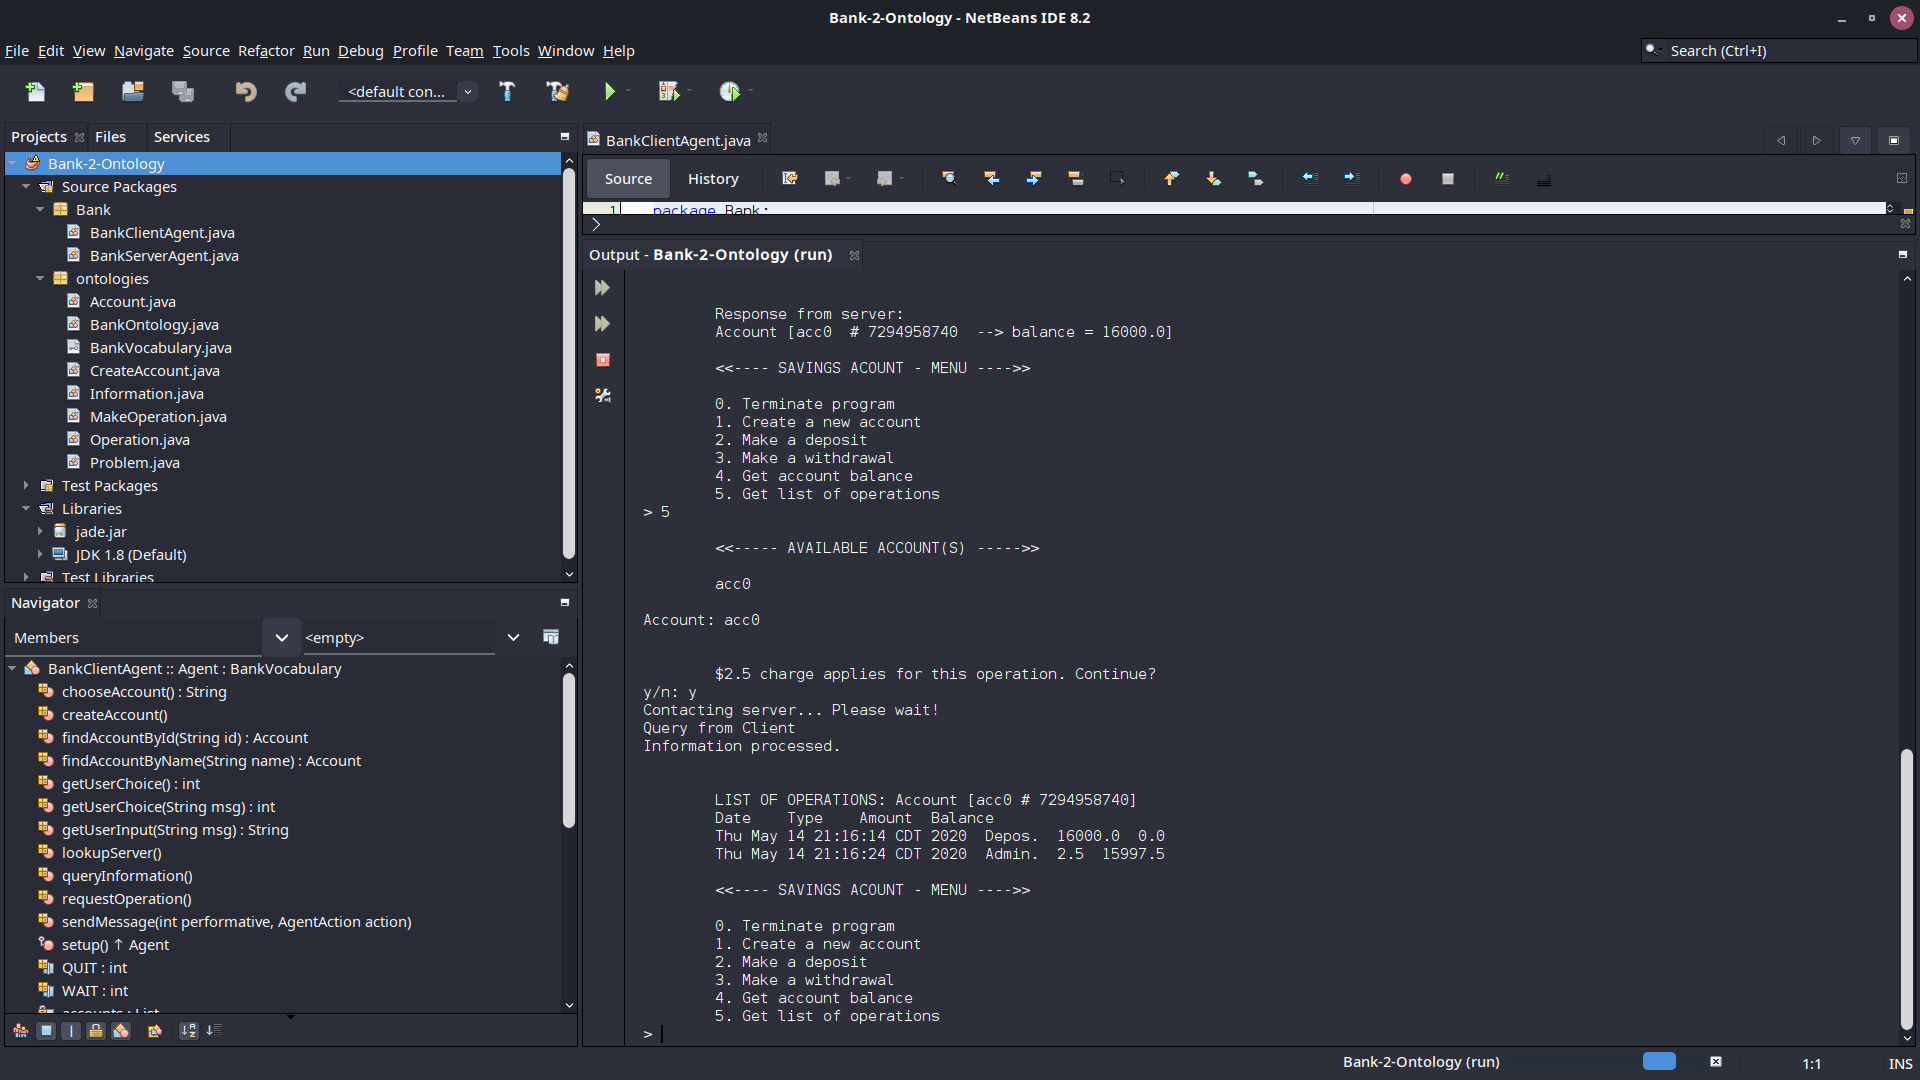 Bank-2-Ontology - NetBeans IDE 8.2
File Edit View Navigate Source Refactor Run Debug Profile Team Tools Window Help
Search (Ctrl+I)
<default con...
Projects Files Services
Bank-2-Ontology
Source Packages
Bank
BankClientAgent.java
BankServerAgent.java
ontologies
Account.java
BankOntology.java
BankVocabulary.java
CreateAccount.java
Information.java
MakeOperation.java
Operation.java
Problem.java
Test Packages
Libraries
jade.jar
JDK 1.8 (Default)
Test Libraries
Navigator
Members <empty>
BankClientAgent :: Agent : BankVocabulary
chooseAccount() : String
createAccount()
findAccountById(String id) : Account
findAccountByName(String name) : Account
getUserChoice() : int
getUserChoice(String msg) : int
getUserInput(String msg) : String
lookupServer()
queryInformation()
requestOperation()
sendMessage(int performative, AgentAction action)
setup() ↑ Agent
QUIT : int
WAIT : int
accounts : List
BankClientAgent.java
Source History
1 package Bank;
Output - Bank-2-Ontology (run)
Response from server:
Account [acc0 # 7294958740 --> balance = 16000.0]
<<---- SAVINGS ACOUNT - MENU ---->>
0. Terminate program
1. Create a new account
2. Make a deposit
3. Make a withdrawal
4. Get account balance
5. Get list of operations
> 5
<<----- AVAILABLE ACCOUNT(S) ----->>
acc0
Account: acc0
$2.5 charge applies for this operation. Continue?
y/n: y
Contacting server... Please wait!
Query from Client
Information processed.
LIST OF OPERATIONS: Account [acc0 # 7294958740]
Date Type Amount Balance
Thu May 14 21:16:14 CDT 2020 Depos. 16000.0 0.0
Thu May 14 21:16:24 CDT 2020 Admin. 2.5 15997.5
<<---- SAVINGS ACOUNT - MENU ---->>
0. Terminate program
1. Create a new account
2. Make a deposit
3. Make a withdrawal
4. Get account balance
5. Get list of operations
>
Bank-2-Ontology (run) 1:1 INS